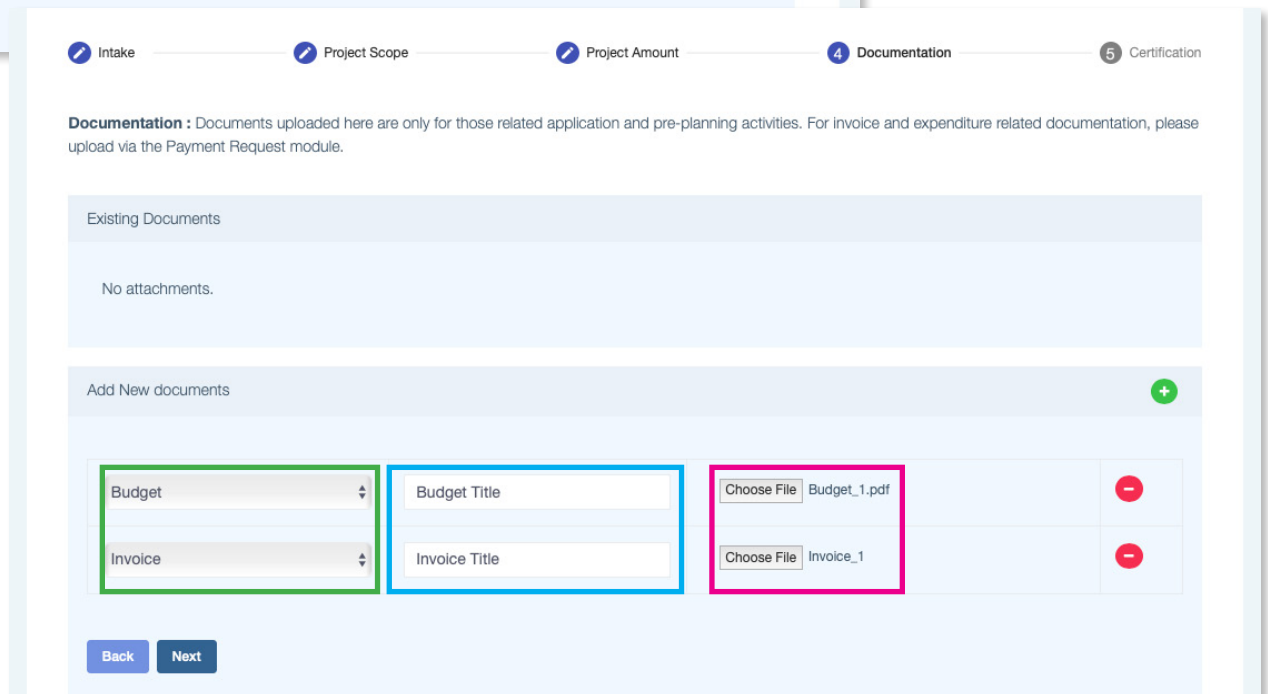 Intake Project Scope Project Amount 4 Documentation 5 Certification
Documentation : Documents uploaded here are only for those related application and pre-planning activities. For invoice and expenditure related documentation, please
upload via the Payment Request module.
Existing Documents
No attachments.
Add New documents
Budget Budget Title Choose File Budget_1.pdf
Invoice Invoice Title Choose File Invoice_1
Back Next